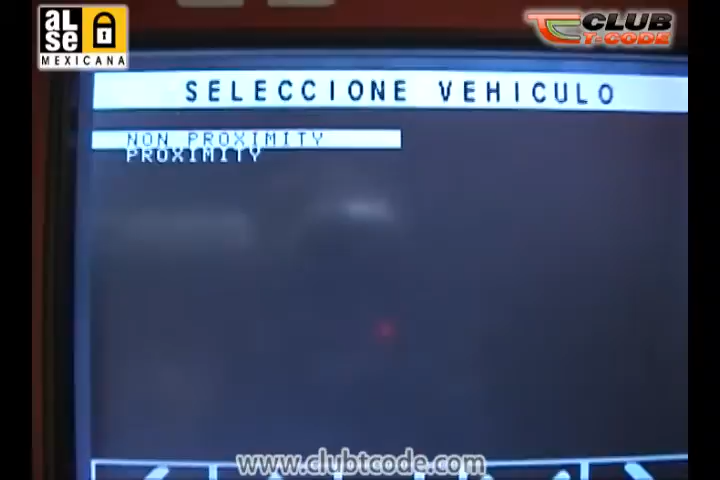 aL
SE
MEXICANA
CLUB
T-CODE
SELECCIONE VEHICULO
NON PROXIMITY
PROXIMITY
www.clubtcode.com